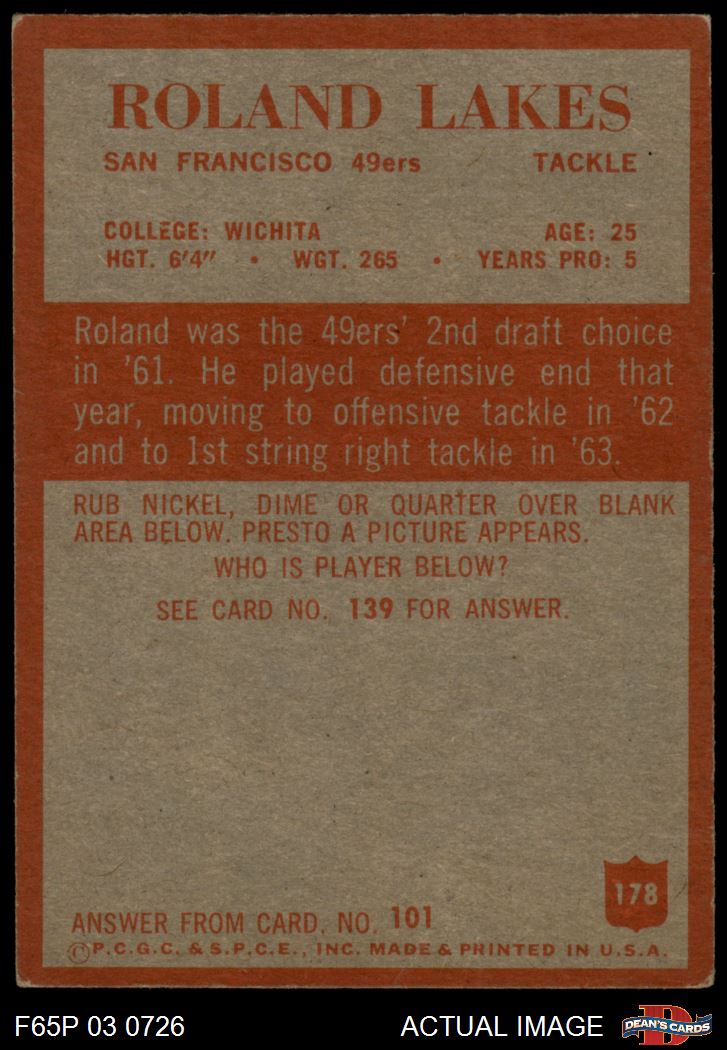 ROLAND LAKES
SAN FRANCISCO 49ers TACKLE
COLLEGE: WICHITA AGE: 25
HGT. 6'4" • WGT. 265 • YEARS PRO: 5
Roland was the 49ers' 2nd draft choice
in '61. He played defensive end that
year, moving to offensive tackle in '62
and to 1st string right tackle in '63.
RUB NICKEL, DIME OR QUARTER OVER BLANK
AREA BELOW. PRESTO A PICTURE APPEARS.
WHO IS PLAYER BELOW?
SEE CARD NO. 139 FOR ANSWER.
178
ANSWER FROM CARD. NO. 101
©P.C.G.C. & S.P.C.E., INC. MADE & PRINTED IN U.S.A.
F65P 03 0726 ACTUAL IMAGE
DEAN'S CARDS